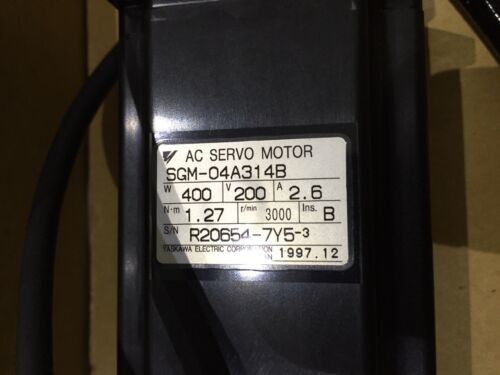 AC SERVO MOTOR
SGM-04A314B
W 400 V 200 A 2.6
N·m 1.27 r/min 3000 Ins. B
S/N R20654-7Y5-3
YASKAWA ELECTRIC CORPORATION
1997.12